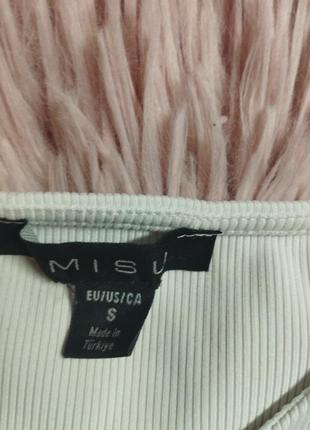 MISU
EU/US/CA
S
Made in
Türkiye